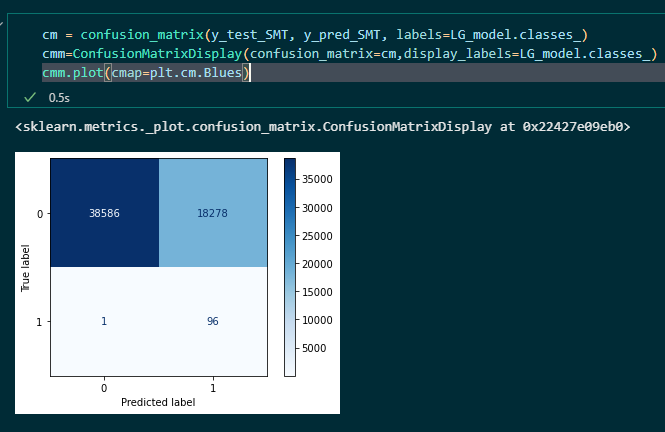 cm = confusion_matrix(y_test_SMT, y_pred_SMT, labels=LG_model.classes_)
cmm=ConfusionMatrixDisplay(confusion_matrix=cm,display_labels=LG_model.classes_)
cmm.plot(cmap=plt.cm.Blues)
0.5s
<sklearn.metrics._plot.confusion_matrix.ConfusionMatrixDisplay at 0x22427e09eb0>
35000
0 38586 18278
30000
25000
True label
20000
15000
1 1 96
10000
5000
0 1
Predicted label